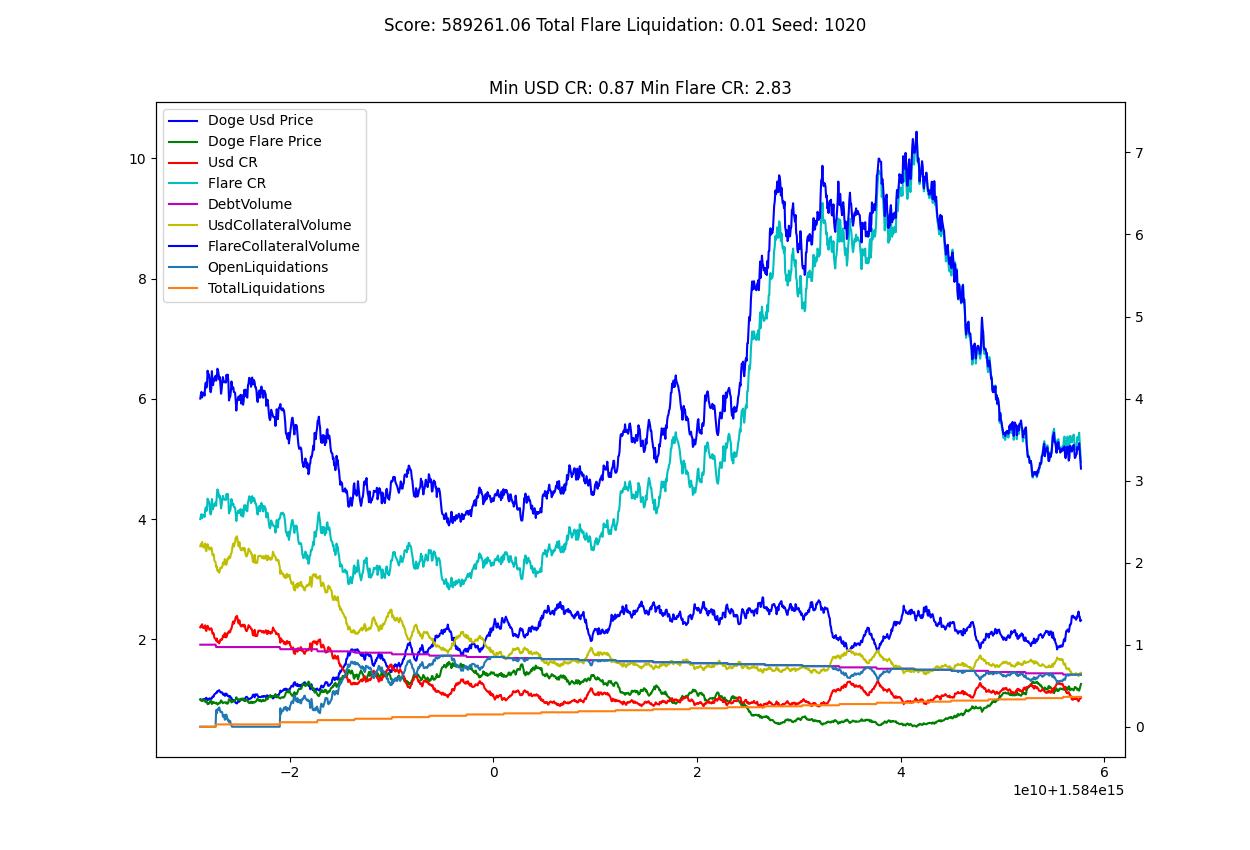 Score: 589261.06 Total Flare Liquidation: 0.01 Seed: 1020
Min USD CR: 0.87 Min Flare CR: 2.83
Doge Usd Price
Doge Flare Price
Usd CR
Flare CR
DebtVolume
UsdCollateralVolume
FlareCollateralVolume
OpenLiquidations
TotalLiquidations
10
8
6
4
2
7
6
5
4
3
2
1
0
−2 0 2 4 6
1e10+1.584e15